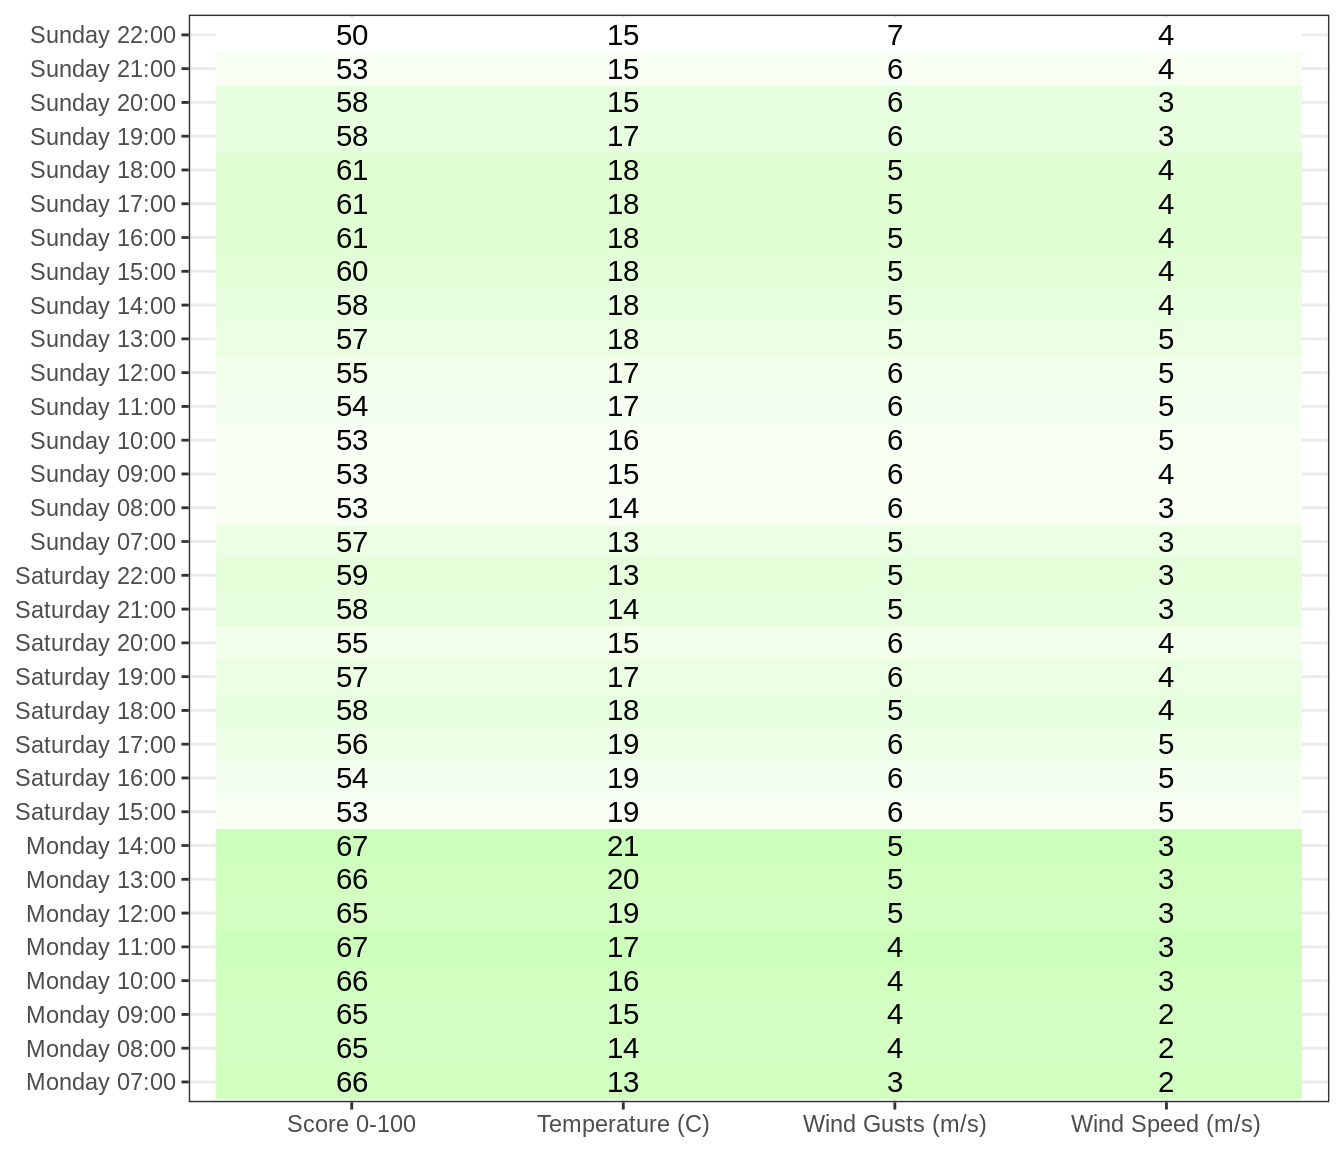 Sunday 22:00 50 15 7 4
Sunday 21:00 53 15 6 4
Sunday 20:00 58 15 6 3
Sunday 19:00 58 17 6 3
Sunday 18:00 61 18 5 4
Sunday 17:00 61 18 5 4
Sunday 16:00 61 18 5 4
Sunday 15:00 60 18 5 4
Sunday 14:00 58 18 5 4
Sunday 13:00 57 18 5 5
Sunday 12:00 55 17 6 5
Sunday 11:00 54 17 6 5
Sunday 10:00 53 16 6 5
Sunday 09:00 53 15 6 4
Sunday 08:00 53 14 6 3
Sunday 07:00 57 13 5 3
Saturday 22:00 59 13 5 3
Saturday 21:00 58 14 5 3
Saturday 20:00 55 15 6 4
Saturday 19:00 57 17 6 4
Saturday 18:00 58 18 5 4
Saturday 17:00 56 19 6 5
Saturday 16:00 54 19 6 5
Saturday 15:00 53 19 6 5
Monday 14:00 67 21 5 3
Monday 13:00 66 20 5 3
Monday 12:00 65 19 5 3
Monday 11:00 67 17 4 3
Monday 10:00 66 16 4 3
Monday 09:00 65 15 4 2
Monday 08:00 65 14 4 2
Monday 07:00 66 13 3 2
Score 0-100 Temperature (C) Wind Gusts (m/s) Wind Speed (m/s)